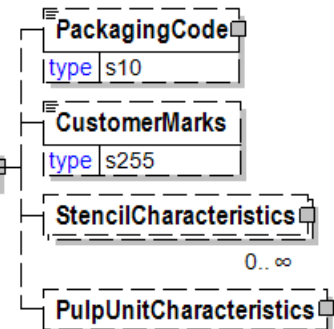 PackagingCode
type s10
CustomerMarks
type s255
StencilCharacteristics
0.. ∞
PulpUnitCharacteristics